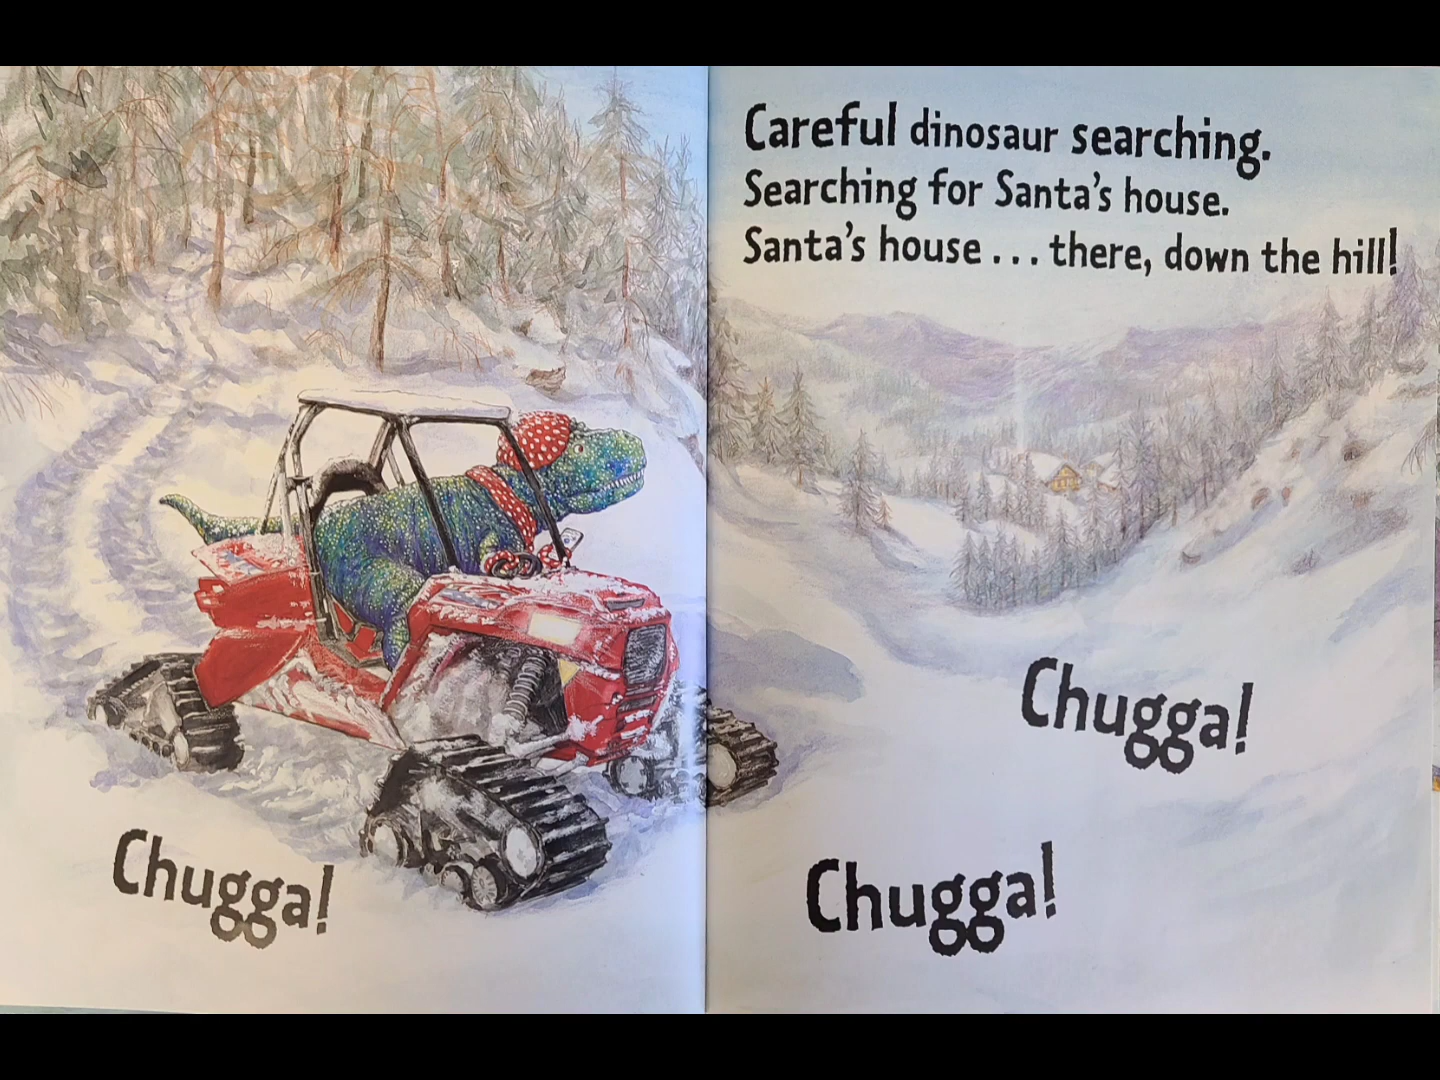 Careful dinosaur searching.
Searching for Santa's house.
Santa's house . . . there, down the hill!
Chugga!
Chugga!
Chugga!